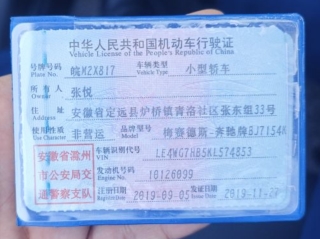 中华人民共和国机动车行驶证
Vehicle License of the People's Republic of China
号牌号码 皖M2X817 车辆类型 小型轿车
Plate No. Vehicle Type
所有人 张悦
Owner
住址 安徽省定远县炉桥镇青洛社区张东组33号
Address
使用性质 非营运 品牌型号 梅赛德斯-奔驰牌BJ7154
Use Character Model
安徽省滁州
市公安局交
通警察支队
车辆识别代号
VIN
发动机号码 10126099
Engine No.
注册日期 2019-09-05 发证日期
Register Date Issue Date